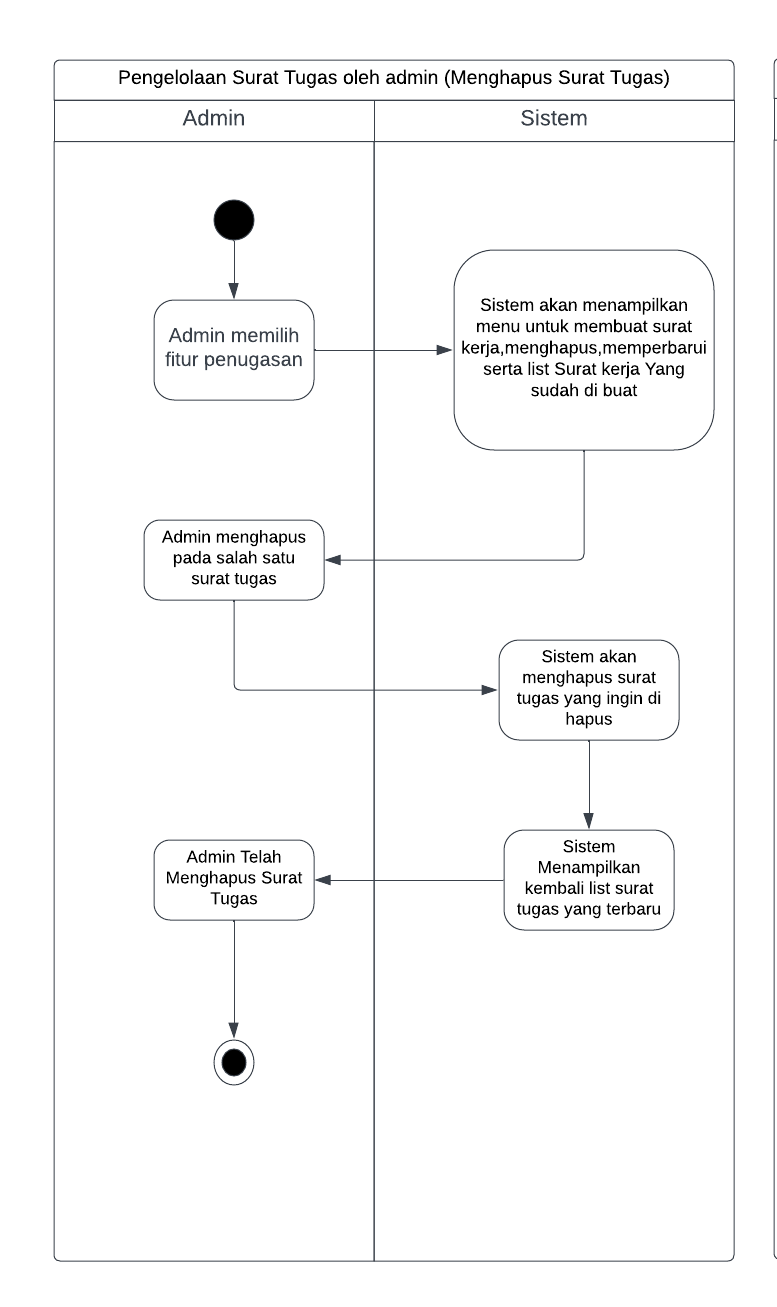 Pengelolaan Surat Tugas oleh admin (Menghapus Surat Tugas)
Admin
Sistem
Admin memilih
fitur penugasan
Sistem akan menampilkan
menu untuk membuat surat
kerja,menghapus,memperbarui
serta list Surat kerja Yang
sudah di buat
Admin menghapus
pada salah satu
surat tugas
Sistem akan
menghapus surat
tugas yang ingin di
hapus
Sistem
Menampilkan
kembali list surat
tugas yang terbaru
Admin Telah
Menghapus Surat
Tugas